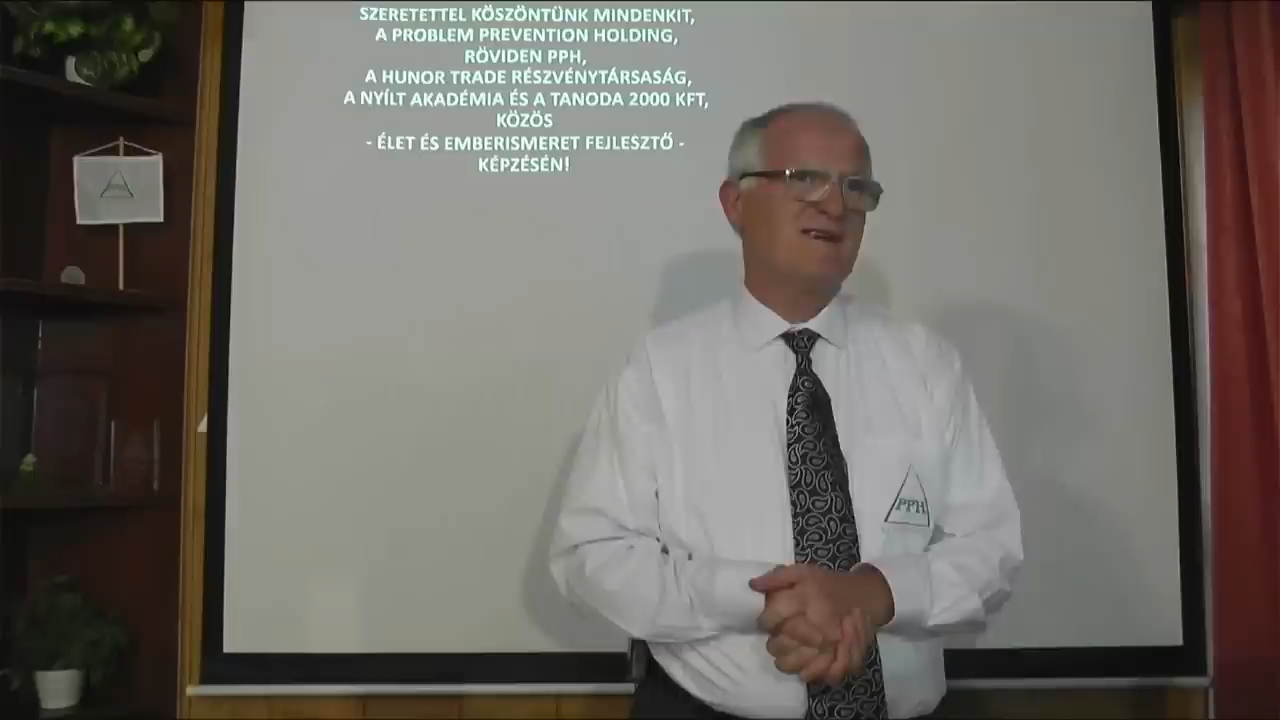 SZERETETTEL KÖSZÖNTÜNK MINDENKIT,
A PROBLEM PREVENTION HOLDING,
RÖVIDEN PPH,
A HUNOR TRADE RÉSZVÉNYTÁRSASÁG,
A NYÍLT AKADÉMIA ÉS A TANODA 2000 KFT,
KÖZÖS
- ÉLET ÉS EMBERISMERET FEJLESZTŐ -
KÉPZÉSÉN!
PPH
PPH